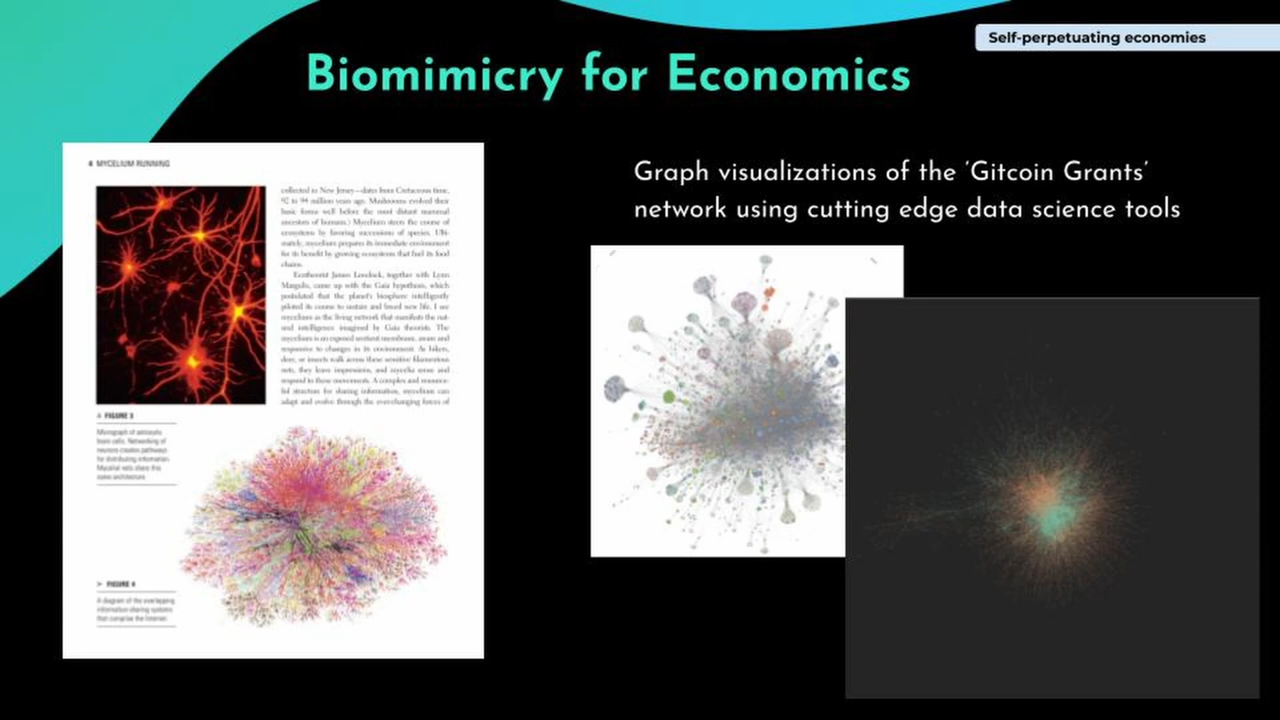 Self-perpetuating economies
Biomimicry for Economics
Graph visualizations of the ‘Gitcoin Grants’
network using cutting edge data science tools
4 MYCELIUM RUNNING
collected to New Jersey—dates from Cretaceous time,
92 to 94 million years ago. Mushrooms evolved their
basic forms well before the most distant mammal
ancestors of humans.) Mycelium steers the course of
ecosystems by favoring successions of species. Ulti-
mately, mycelium prepares its immediate environment
for its benefit by growing ecosystems that fuel its food
chains.
Ecotheorist James Lovelock, together with Lynn
Margulis, came up with the Gaia hypothesis, which
postulated that the planet's biosphere intelligently
piloted its course to sustain and breed new life. I see
mycelium as the living network that manifests the nat-
ural intelligence imagined by Gaia theorists. The
mycelium is an exposed sentient membrane, aware and
responsive to changes in its environment. As hikers,
deer, or insects walk across these sensitive filamentous
nets, they leave impressions, and mycelia sense and
respond to these movements. A complex and resource-
ful structure for sharing information, mycelium can
adapt and evolve through the ever-changing forces of
FIGURE 3
Micrograph of astrocyte
brain cells. Networking of
neurons creates pathways
for distributing information.
Mycelial nets share this
same architecture.
> FIGURE 4
A diagram of the overlapping
information-sharing systems
that comprise the Internet.